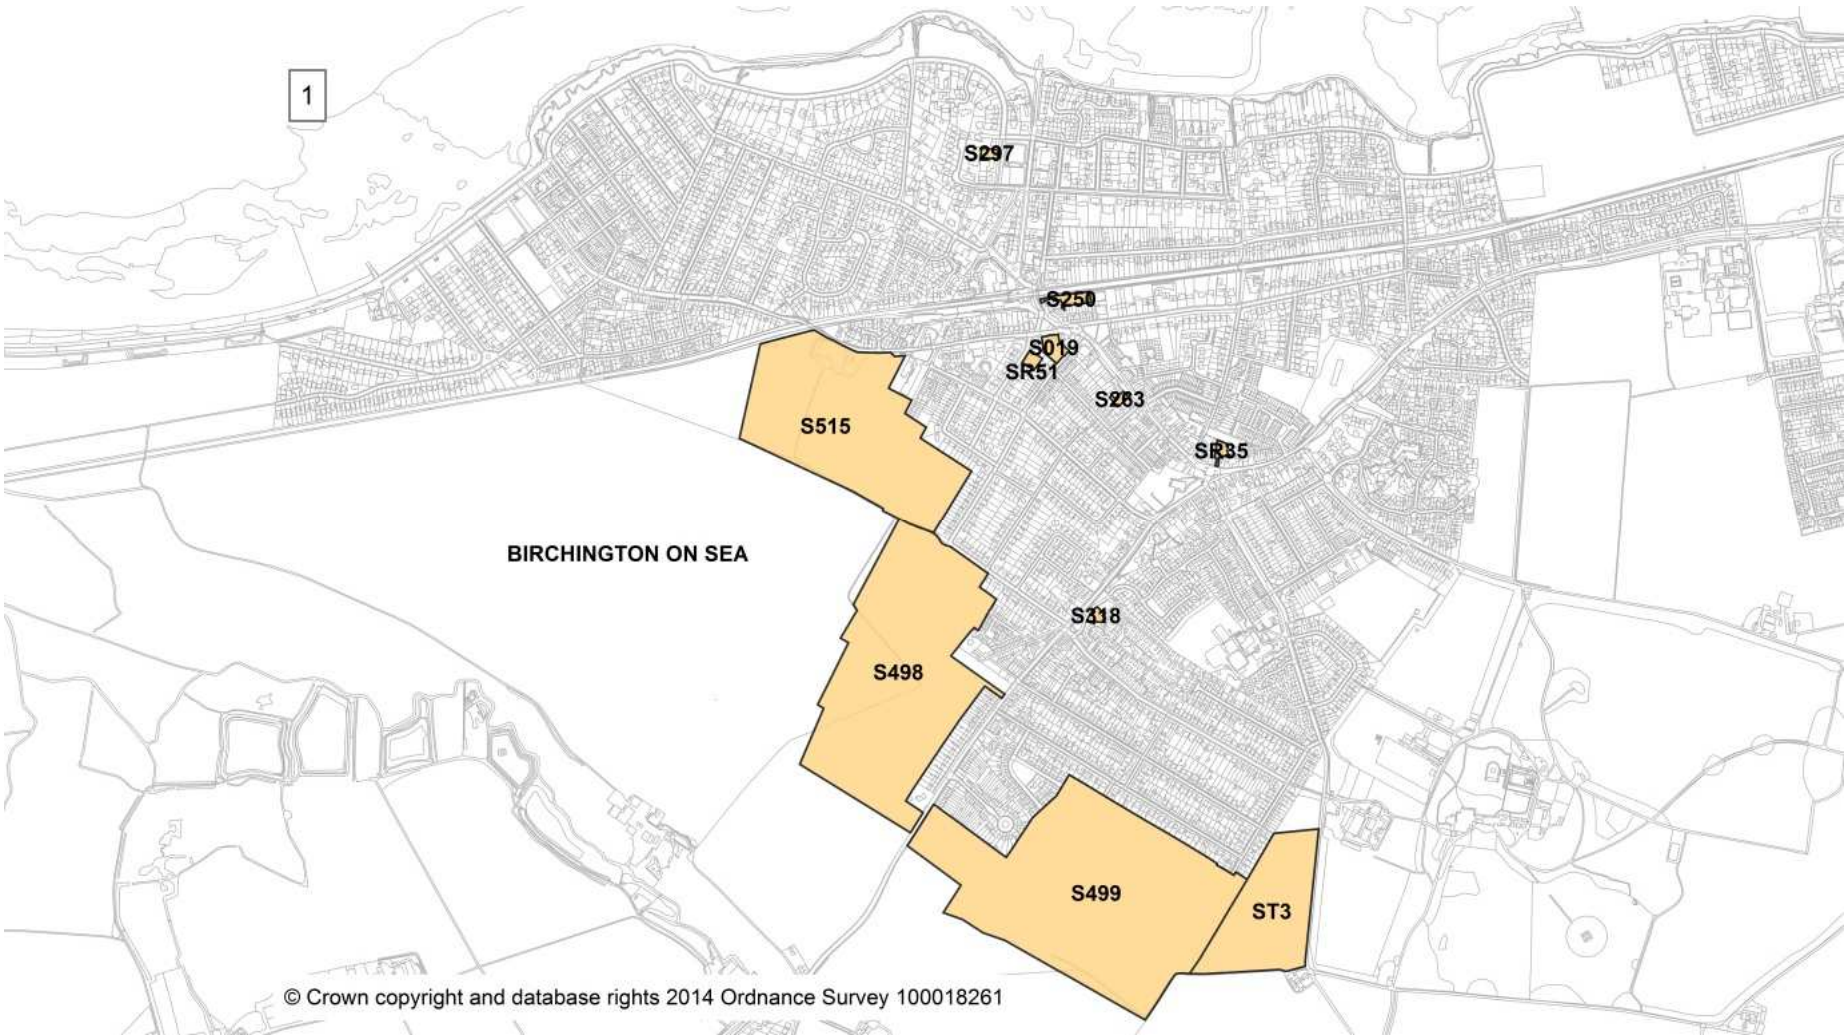 1
S297
S250
S019
SR51
S263
S515
SR35
BIRCHINGTON ON SEA
S318
S498
S499
ST3
© Crown copyright and database rights 2014 Ordnance Survey 100018261